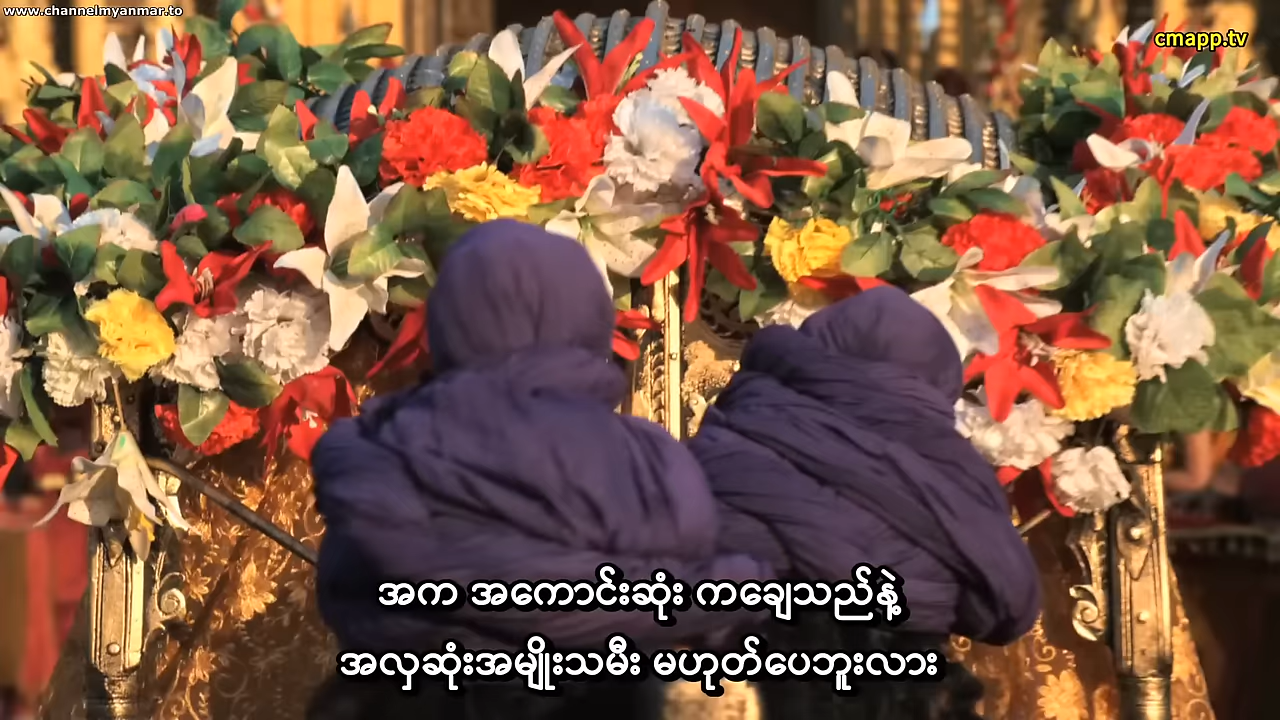 www.channelmyanmar.to
cmapp.tv
အက အကောင်းဆုံး ကချေသည်နဲ့
အလှဆုံးအမျိုးသမီး မဟုတ်ပေဘူးလား